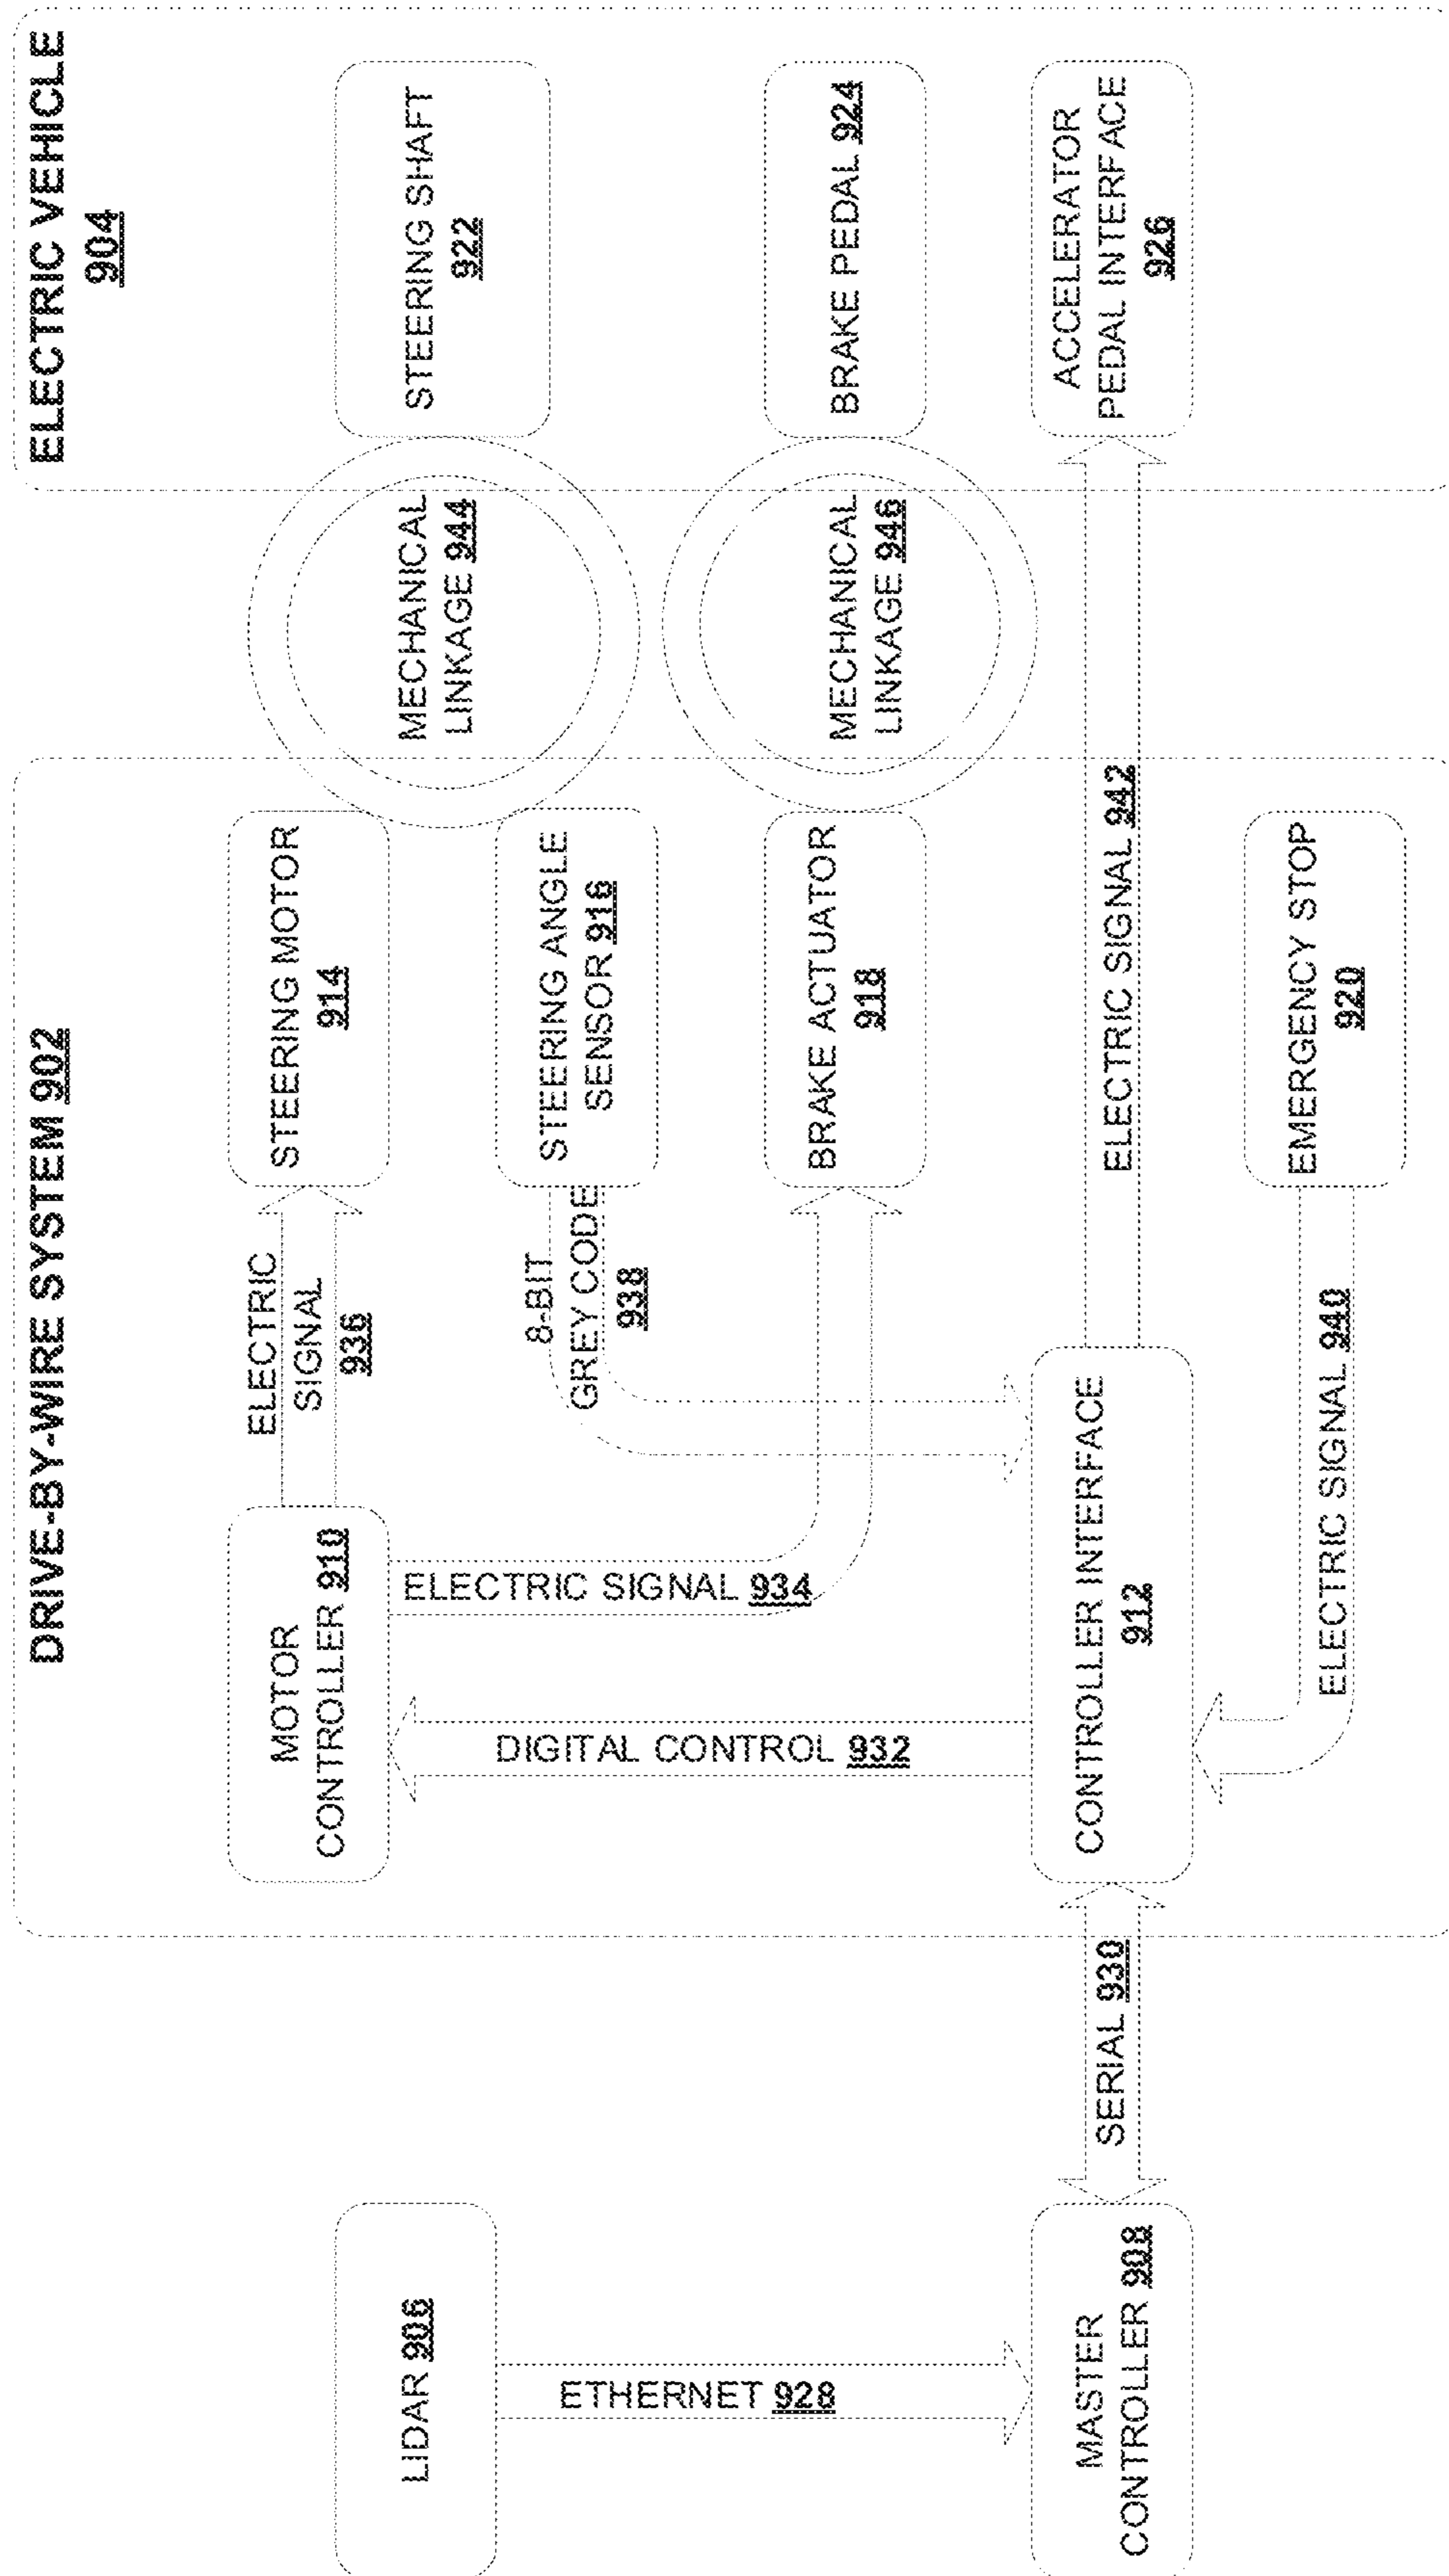 DRIVE-BY-WIRE SYSTEM 902
ELECTRIC VEHICLE
904
LIDAR 906
ETHERNET 928
MASTER
CONTROLLER 908
SERIAL 930
MOTOR
CONTROLLER 910
ELECTRIC
SIGNAL
936
STEERING MOTOR
914
8-BIT
GREY CODE
938
STEERING ANGLE
SENSOR 916
ELECTRIC SIGNAL 934
BRAKE ACTUATOR
918
DIGITAL CONTROL 932
CONTROLLER INTERFACE
912
ELECTRIC SIGNAL 942
ELECTRIC SIGNAL 940
EMERGENCY STOP
920
MECHANICAL
LINKAGE 944
MECHANICAL
LINKAGE 946
STEERING SHAFT
922
BRAKE PEDAL 924
ACCELERATOR
PEDAL INTERFACE
926